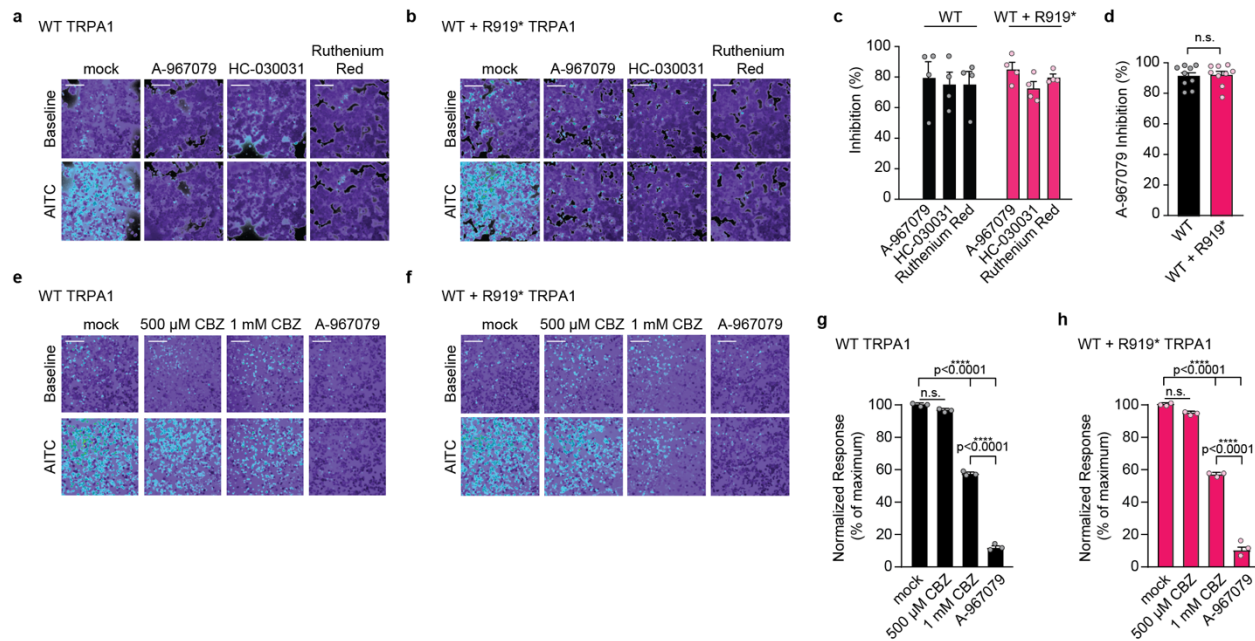 a WT TRPA1
mock A-967079 HC-030031 Ruthenium
Red
Baseline
AITC
b WT + R919* TRPA1
mock A-967079 HC-030031 Ruthenium
Red
Baseline
AITC
c
WT WT + R919*
Inhibition (%)
100
80
60
40
20
0
A-967079
HC-030031
Ruthenium Red
A-967079
HC-030031
Ruthenium Red
d
n.s.
A-967079 Inhibition (%)
100
80
60
40
20
0
WT
WT + R919*
e
WT TRPA1
mock 500 µM CBZ 1 mM CBZ A-967079
Baseline
AITC
f
WT + R919* TRPA1
mock 500 µM CBZ 1 mM CBZ A-967079
Baseline
AITC
g
WT TRPA1
****
p<0.0001
n.s.
****
p<0.0001
Normalized Response
(% of maximum)
100
80
60
40
20
0
mock
500 µM CBZ
1 mM CBZ
A-967079
h
WT + R919* TRPA1
****
p<0.0001
n.s.
****
p<0.0001
Normalized Response
(% of maximum)
100
80
60
40
20
0
mock
500 µM CBZ
1 mM CBZ
A-967079